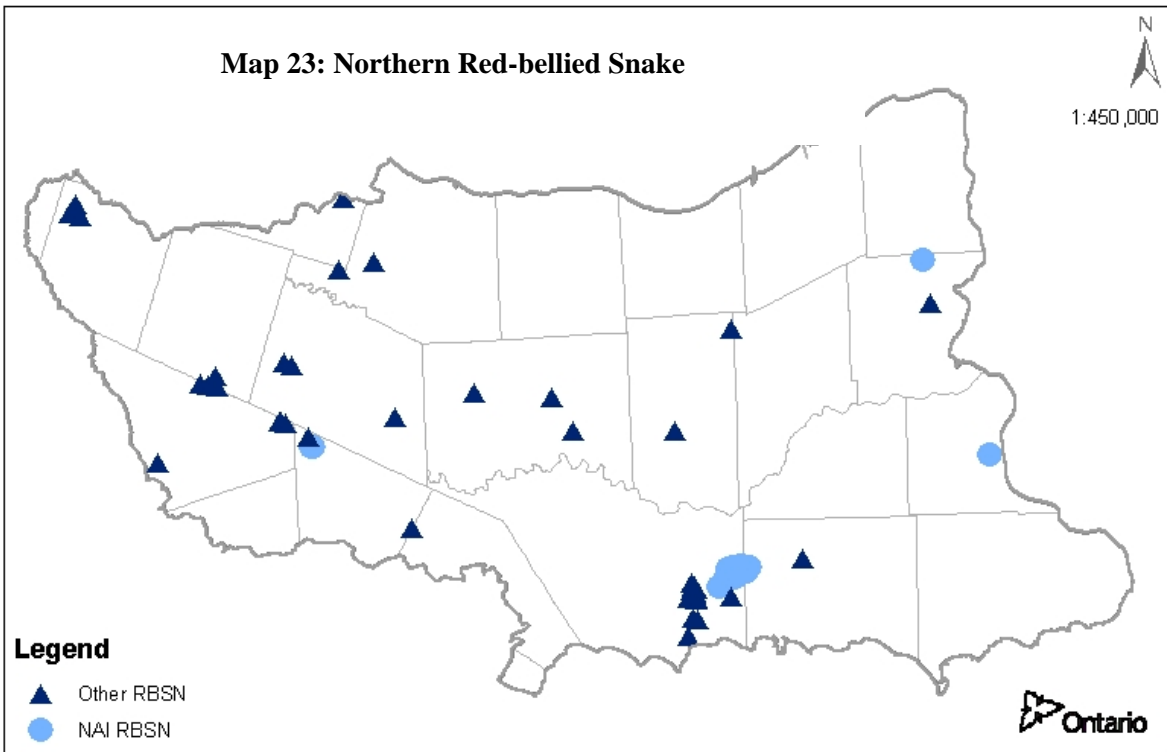 Map 23: Northern Red-bellied Snake
N
1:450,000
Legend
Other RBSN
NAI RBSN
Ontario